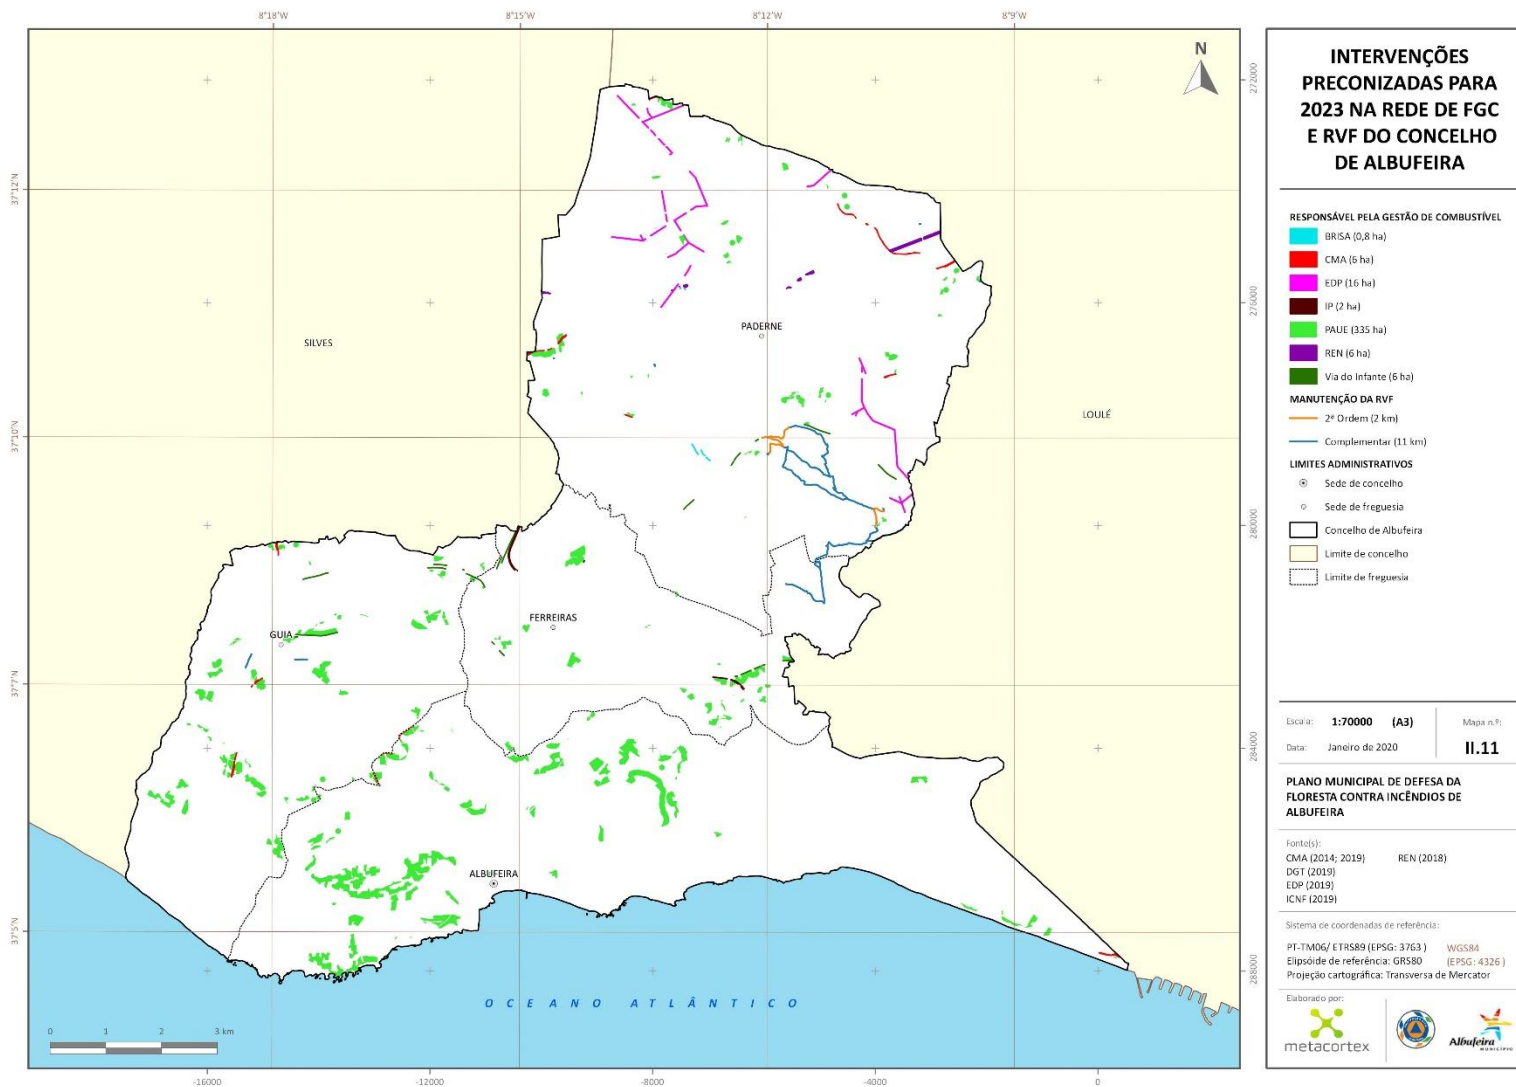 8°18'W
8°15'W
8°12'W
8°9'W
N
37°12'N
37°10'N
37°7'N
37°5'N
272000
276000
280000
284000
288000
SILVES
PADERNE
LOULÉ
FERREIRAS
GUIA
ALBUFEIRA
OCEANO ATLÂNTICO
0 1 2 3 km
-16000
-12000
-8000
-4000
0
INTERVENÇÕES
PRECONIZADAS PARA
2023 NA REDE DE FGC
E RVF DO CONCELHO
DE ALBUFEIRA
RESPONSÁVEL PELA GESTÃO DE COMBUSTÍVEL
BRISA (0,8 ha)
CMA (6 ha)
EDP (16 ha)
IP (2 ha)
PAUE (335 ha)
REN (6 ha)
Via do Infante (6 ha)
MANUTENÇÃO DA RVF
2ª Ordem (2 km)
Complementar (11 km)
LIMITES ADMINISTRATIVOS
Sede de concelho
Sede de freguesia
Concelho de Albufeira
Limite de concelho
Limite de freguesia
Escala: 1:70000 (A3)
Mapa n.º:
Data: Janeiro de 2020
II.11
PLANO MUNICIPAL DE DEFESA DA
FLORESTA CONTRA INCÊNDIOS DE
ALBUFEIRA
Fonte(s):
CMA (2014; 2019) REN (2018)
DGT (2019)
EDP (2019)
ICNF (2019)
Sistema de coordenadas de referência:
PT-TM06/ ETRS89 (EPSG: 3763 ) WGS84
Elipsóide de referência: GRS80 (EPSG: 4326 )
Projeção cartográfica: Transversa de Mercator
Elaborado por:
metacortex
Albufeira
MUNICÍPIO